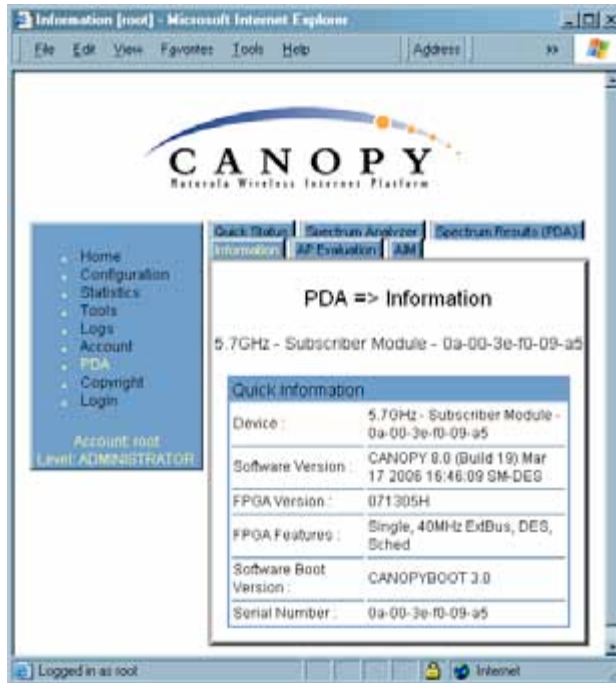 Information [root] - Microsoft Internet Explorer
File Edit View Favorites Tools Help Address »
CANOPY
Motorola Wireless Internet Platform
Home
Configuration
Statistics
Tools
Logs
Account
PDA
Copyright
Login
Account: root
Level: ADMINISTRATOR
Quick Status Spectrum Analyzer Spectrum Results (PDA)
Information AP Evaluation AIM
PDA => Information
5.7GHz - Subscriber Module - 0a-00-3e-f0-09-a5
Quick Information
Device : 5.7GHz - Subscriber Module -
0a-00-3e-f0-09-a5
Software Version : CANOPY 8.0 (Build 19) Mar
17 2006 16:46:09 SM-DES
FPGA Version : 071305H
FPGA Features : Single, 40MHz ExtBus, DES,
Sched
Software Boot
Version : CANOPYBOOT 3.0
Serial Number : 0a-00-3e-f0-09-a5
Logged in as root Internet